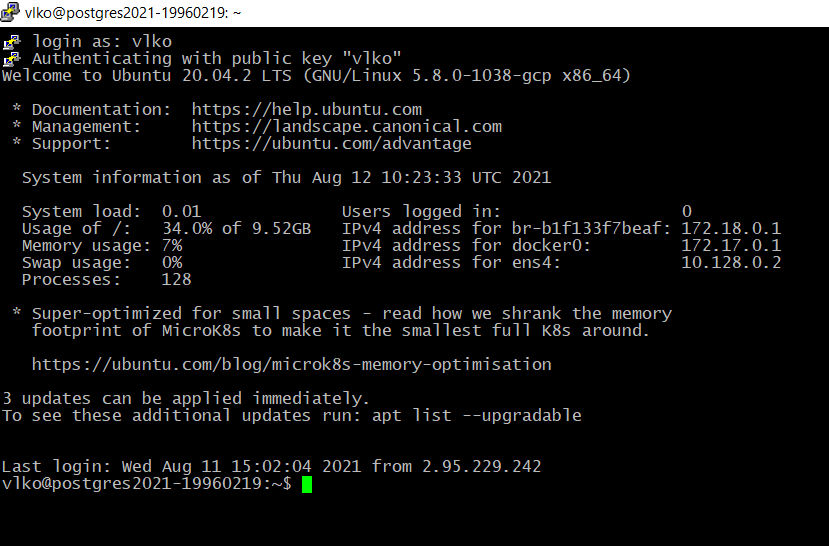 vlko@postgres2021-19960219: ~
login as: vlko
Authenticating with public key "vlko"
Welcome to Ubuntu 20.04.2 LTS (GNU/Linux 5.8.0-1038-gcp x86_64)
* Documentation:  https://help.ubuntu.com
* Management:     https://landscape.canonical.com
* Support:        https://ubuntu.com/advantage
System information as of Thu Aug 12 10:23:33 UTC 2021
System load:  0.01              Users logged in:                  0
Usage of /:   34.0% of 9.52GB   IPv4 address for br-b1f133f7beaf: 172.18.0.1
Memory usage: 7%                IPv4 address for docker0:         172.17.0.1
Swap usage:   0%                IPv4 address for ens4:            10.128.0.2
Processes:    128
* Super-optimized for small spaces - read how we shrank the memory
footprint of MicroK8s to make it the smallest full K8s around.
https://ubuntu.com/blog/microk8s-memory-optimisation
3 updates can be applied immediately.
To see these additional updates run: apt list --upgradable
Last login: Wed Aug 11 15:02:04 2021 from 2.95.229.242
vlko@postgres2021-19960219:~$